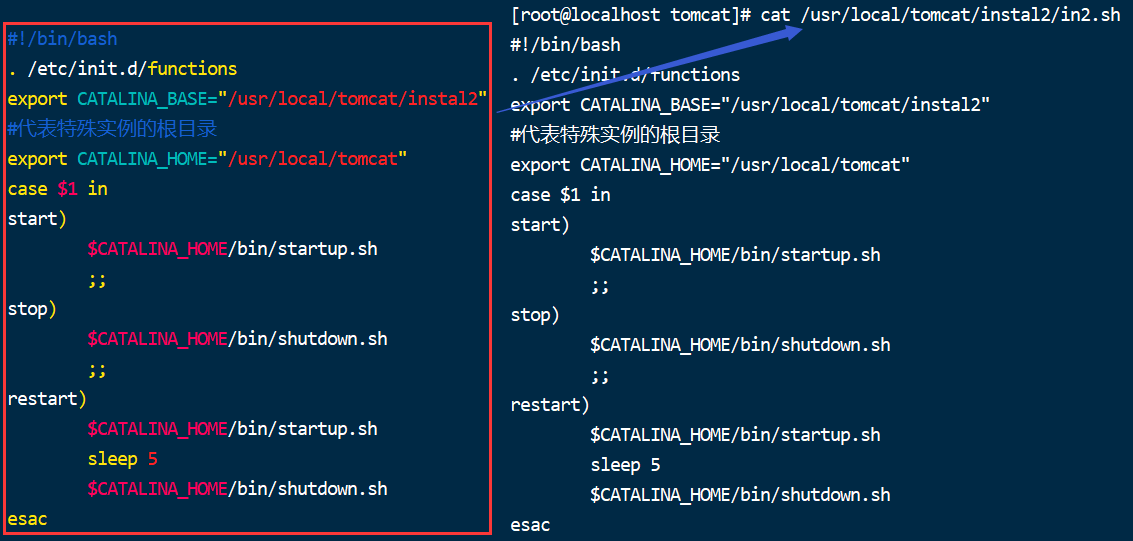 #!/bin/bash
. /etc/init.d/functions
export CATALINA_BASE="/usr/local/tomcat/instal2"
#代表特殊实例的根目录
export CATALINA_HOME="/usr/local/tomcat"
case $1 in
start)
        $CATALINA_HOME/bin/startup.sh
        ;;
stop)
        $CATALINA_HOME/bin/shutdown.sh
        ;;
restart)
        $CATALINA_HOME/bin/startup.sh
        sleep 5
        $CATALINA_HOME/bin/shutdown.sh
esac
[root@localhost tomcat]# cat /usr/local/tomcat/instal2/in2.sh
#!/bin/bash
. /etc/init.d/functions
export CATALINA_BASE="/usr/local/tomcat/instal2"
#代表特殊实例的根目录
export CATALINA_HOME="/usr/local/tomcat"
case $1 in
start)
        $CATALINA_HOME/bin/startup.sh
        ;;
stop)
        $CATALINA_HOME/bin/shutdown.sh
        ;;
restart)
        $CATALINA_HOME/bin/startup.sh
        sleep 5
        $CATALINA_HOME/bin/shutdown.sh
esac